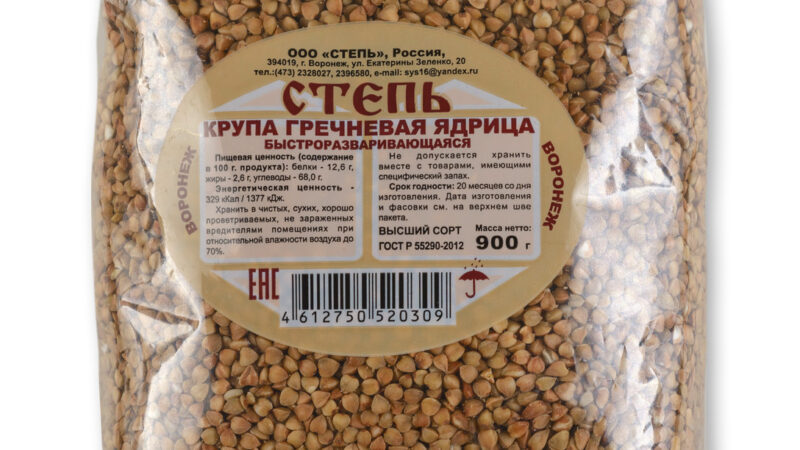 ООО «СТЕПЬ», Россия,
394019, г. Воронеж, ул. Екатерины Зеленко, 20
тел.:(473) 2328027, 2396580, e-mail: sys16@yandex.ru
СТЕПЬ
КРУПА ГРЕЧНЕВАЯ ЯДРИЦА
БЫСТРОРАЗВАРИВАЮЩАЯСЯ
ВОРОНЕЖ
Пищевая ценность (содержание
в 100 г. продукта): белки - 12,6 г,
жиры - 2,6 г, углеводы - 68,0 г.
Энергетическая ценность -
329 кКал / 1377 кДж.
Хранить в чистых, сухих, хорошо
проветриваемых, не зараженных
вредителями помещениях при
относительной влажности воздуха до
70%.
Не допускается хранить
вместе с товарами, имеющими
специфический запах.
Срок годности: 20 месяцев со дня
изготовления. Дата изготовления
и фасовки см. на верхнем шве
пакета.
ВЫСШИЙ СОРТ
ГОСТ Р 55290-2012
Масса нетто:
900 г
ВОРОНЕЖ
ЕАС
4 612750 520309